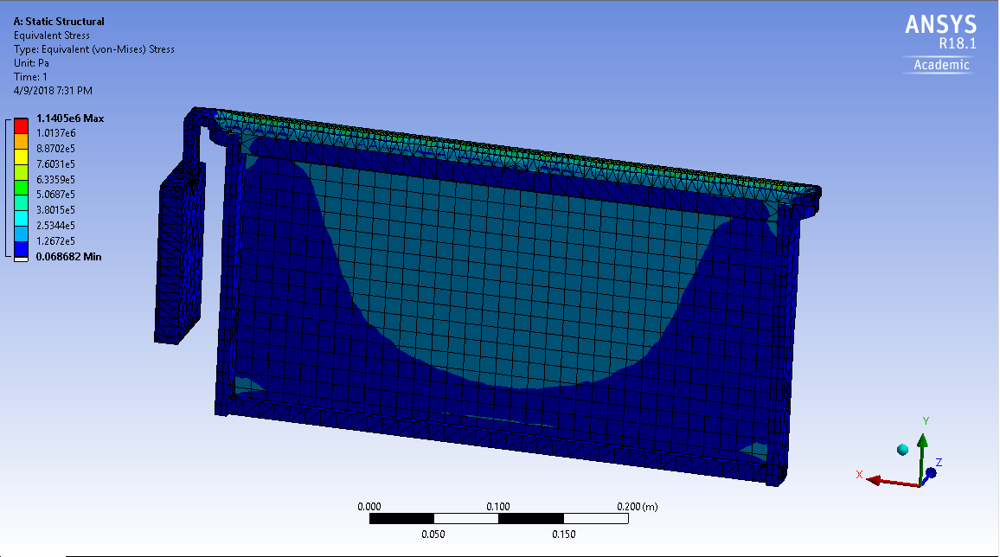 A: Static Structural
Equivalent Stress
Type: Equivalent (von-Mises) Stress
Unit: Pa
Time: 1
4/9/2018 7:31 PM
1.1405e6 Max
1.0137e6
8.8702e5
7.6031e5
6.3359e5
5.0687e5
3.8015e5
2.5344e5
1.2672e5
0.068682 Min
ANSYS
R18.1
Academic
Y
Z
X
0.000 0.100 0.200 (m)
0.050 0.150